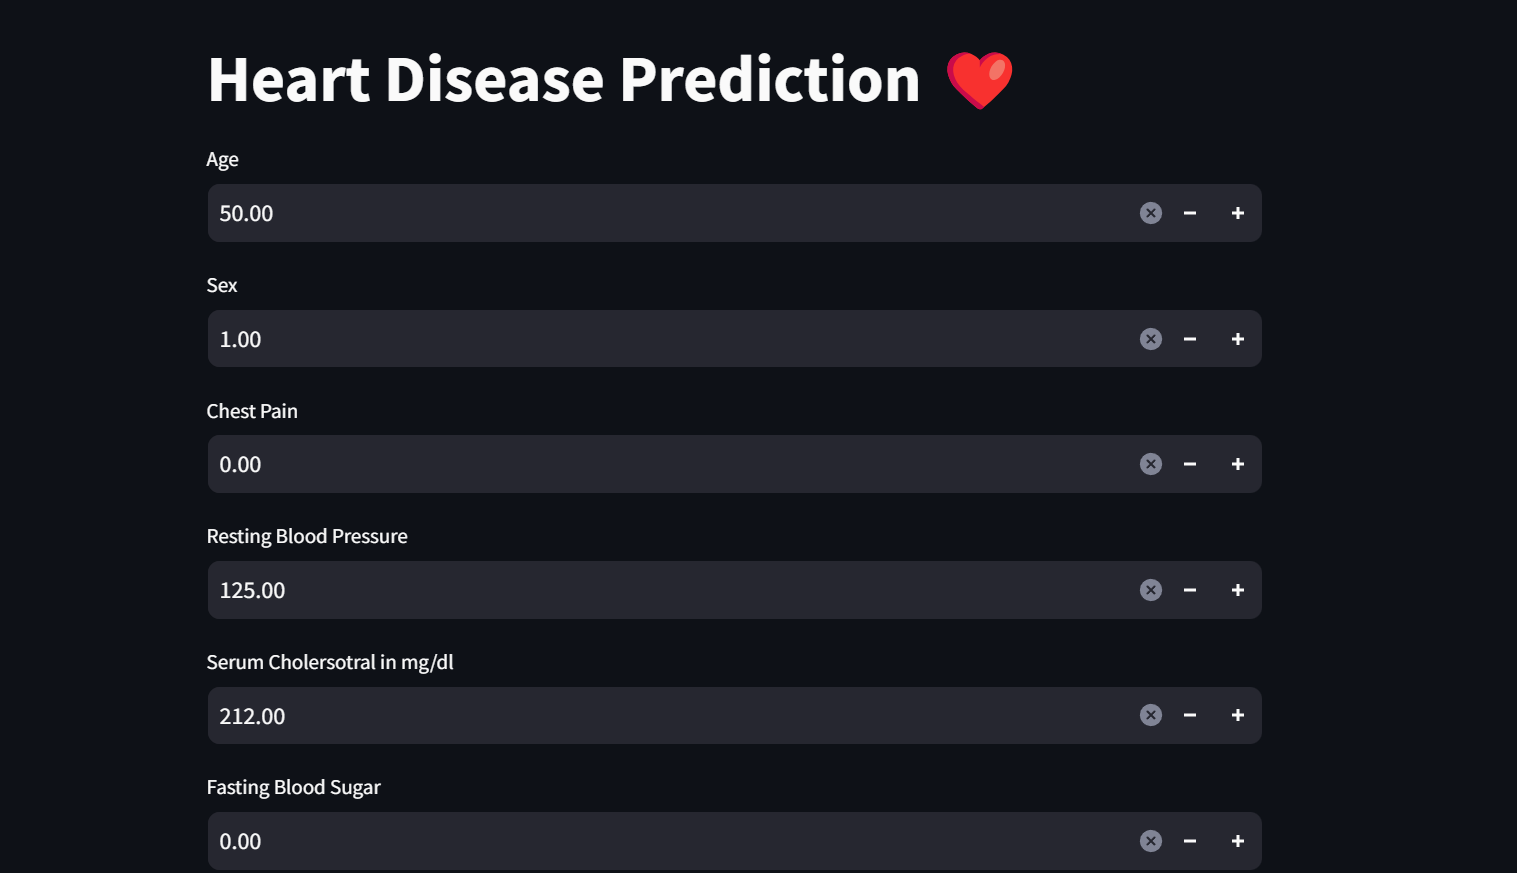 Heart Disease Prediction ❤️
Age
50.00
Sex
1.00
Chest Pain
0.00
Resting Blood Pressure
125.00
Serum Cholersotral in mg/dl
212.00
Fasting Blood Sugar
0.00